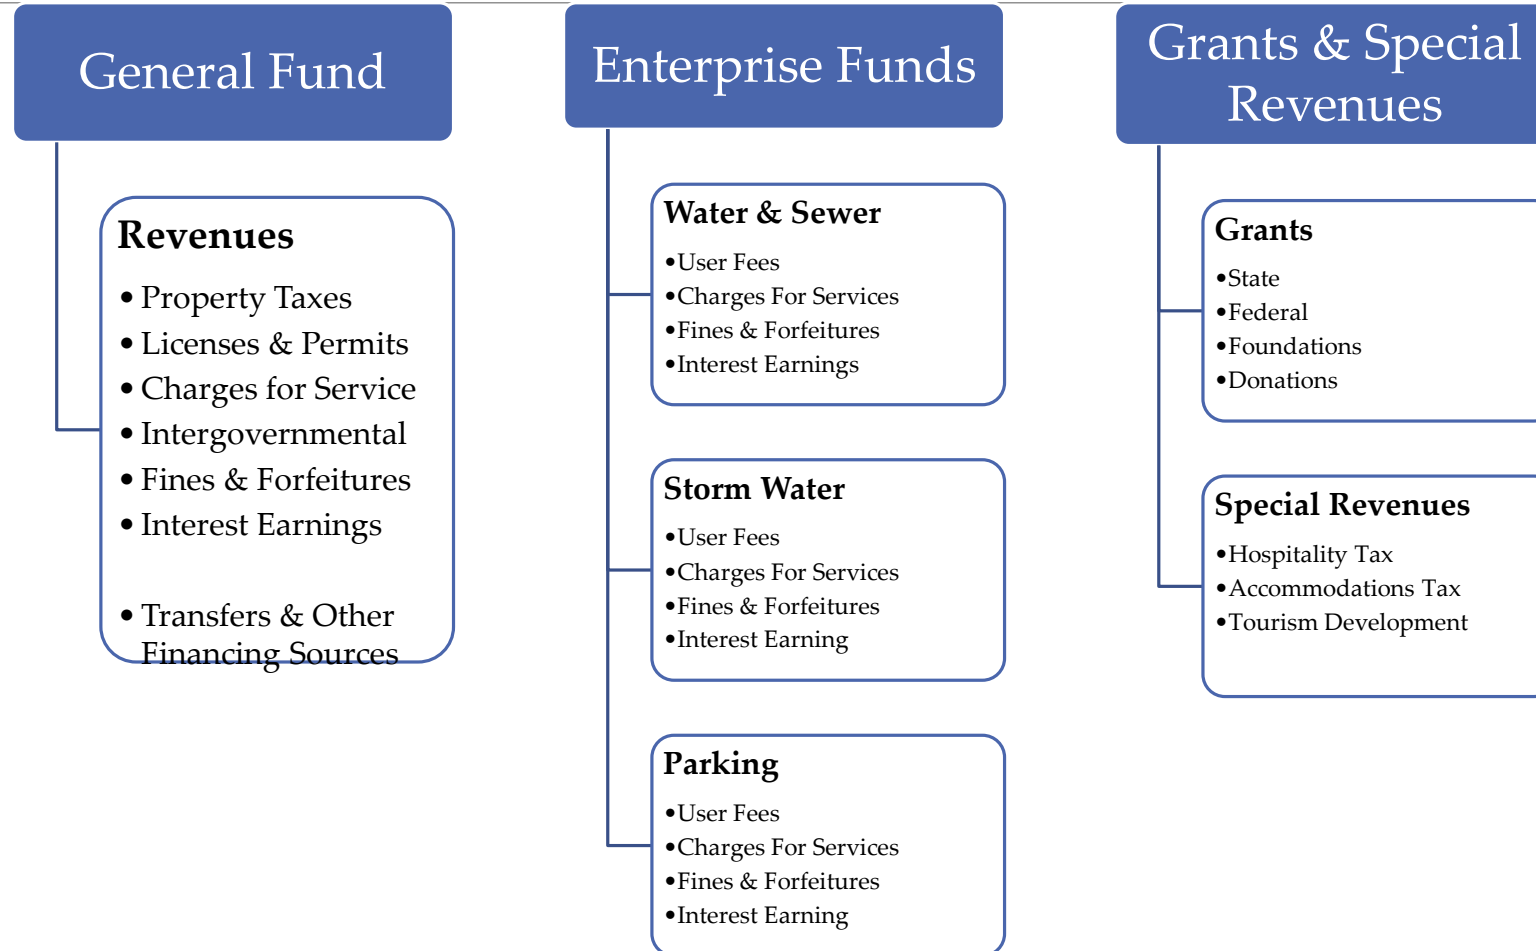 General Fund
Revenues
•Property Taxes
•Licenses & Permits
•Charges for Service
•Intergovernmental
•Fines & Forfeitures
•Interest Earnings
•Transfers & Other
Financing Sources
Enterprise Funds
Water & Sewer
•User Fees
•Charges For Services
•Fines & Forfeitures
•Interest Earnings
Storm Water
•User Fees
•Charges For Services
•Fines & Forfeitures
•Interest Earning
Parking
•User Fees
•Charges For Services
•Fines & Forfeitures
•Interest Earning
Grants & Special
Revenues
Grants
•State
•Federal
•Foundations
•Donations
Special Revenues
•Hospitality Tax
•Accommodations Tax
•Tourism Development